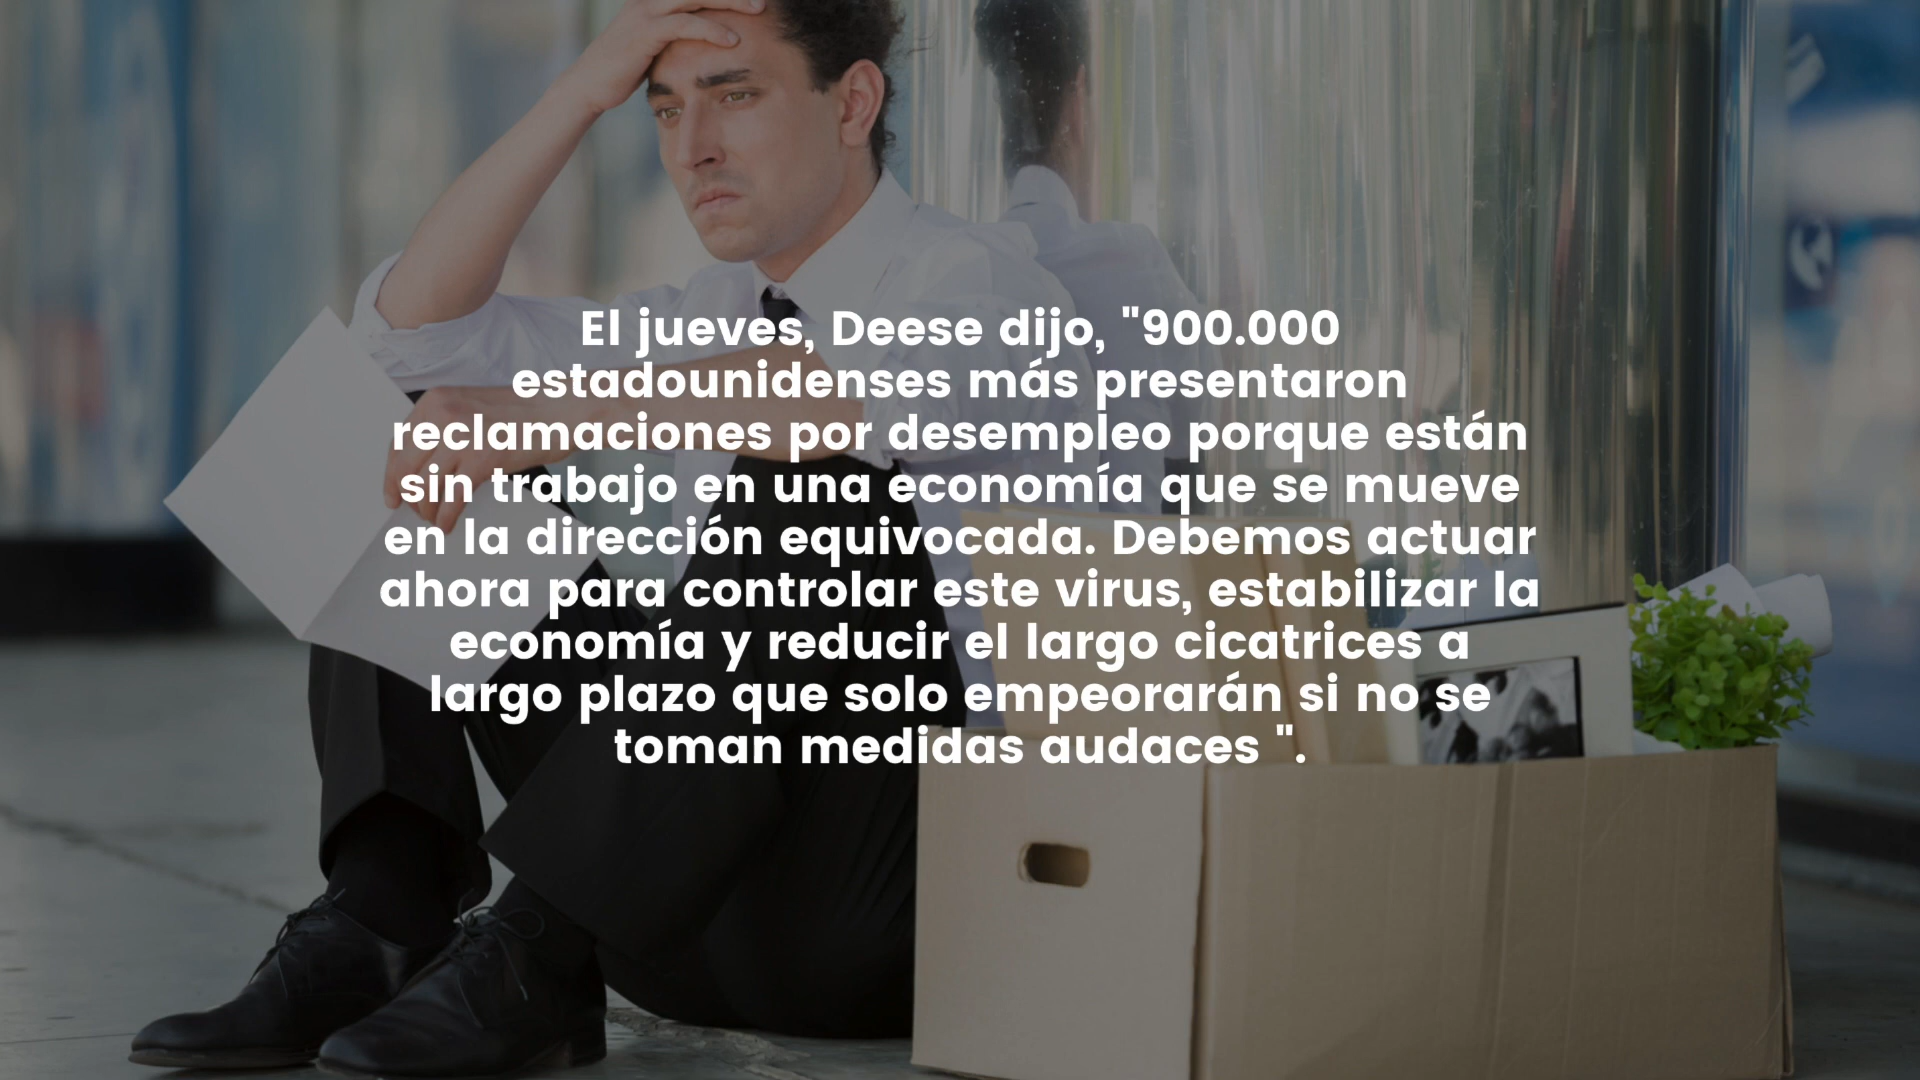 El jueves, Deese dijo, "900.000
estadounidenses más presentaron
reclamaciones por desempleo porque están
sin trabajo en una economía que se mueve
en la dirección equivocada. Debemos actuar
ahora para controlar este virus, estabilizar la
economía y reducir el largo cicatrices a
largo plazo que solo empeorarán si no se
toman medidas audaces ".